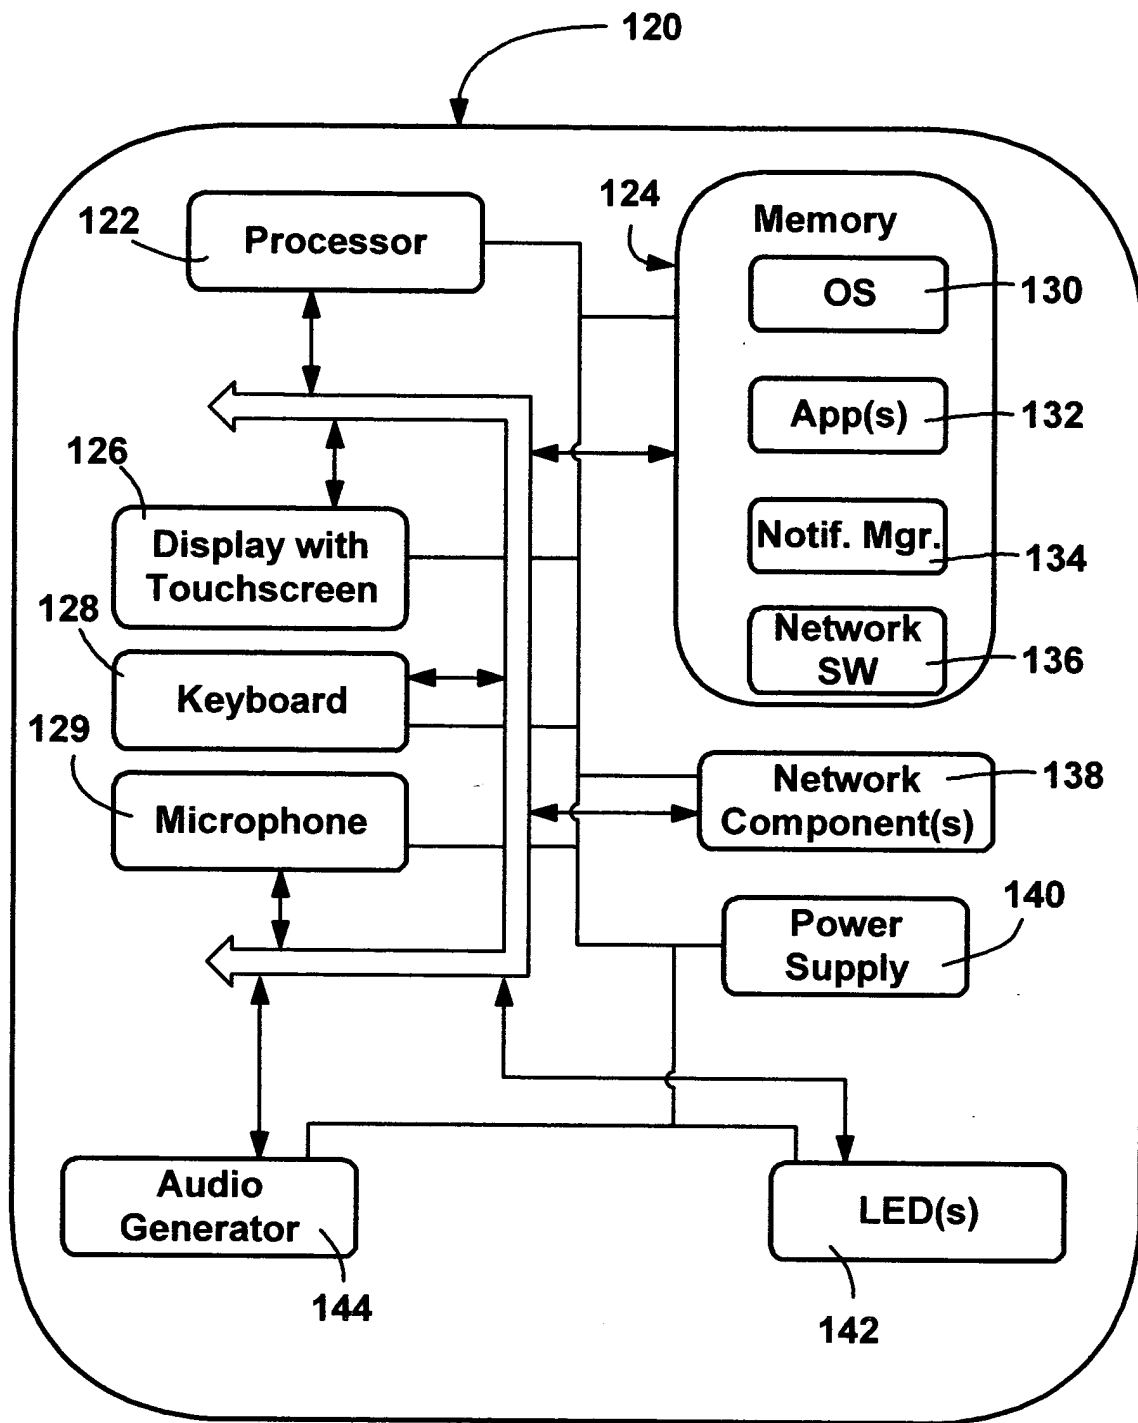 120
122
Processor
124
Memory
OS
130
App(s)
132
126
Display with
Touchscreen
Notif. Mgr.
134
128
Keyboard
Network
SW
136
129
Microphone
Network
Component(s)
138
140
Power
Supply
Audio
Generator
144
LED(s)
142